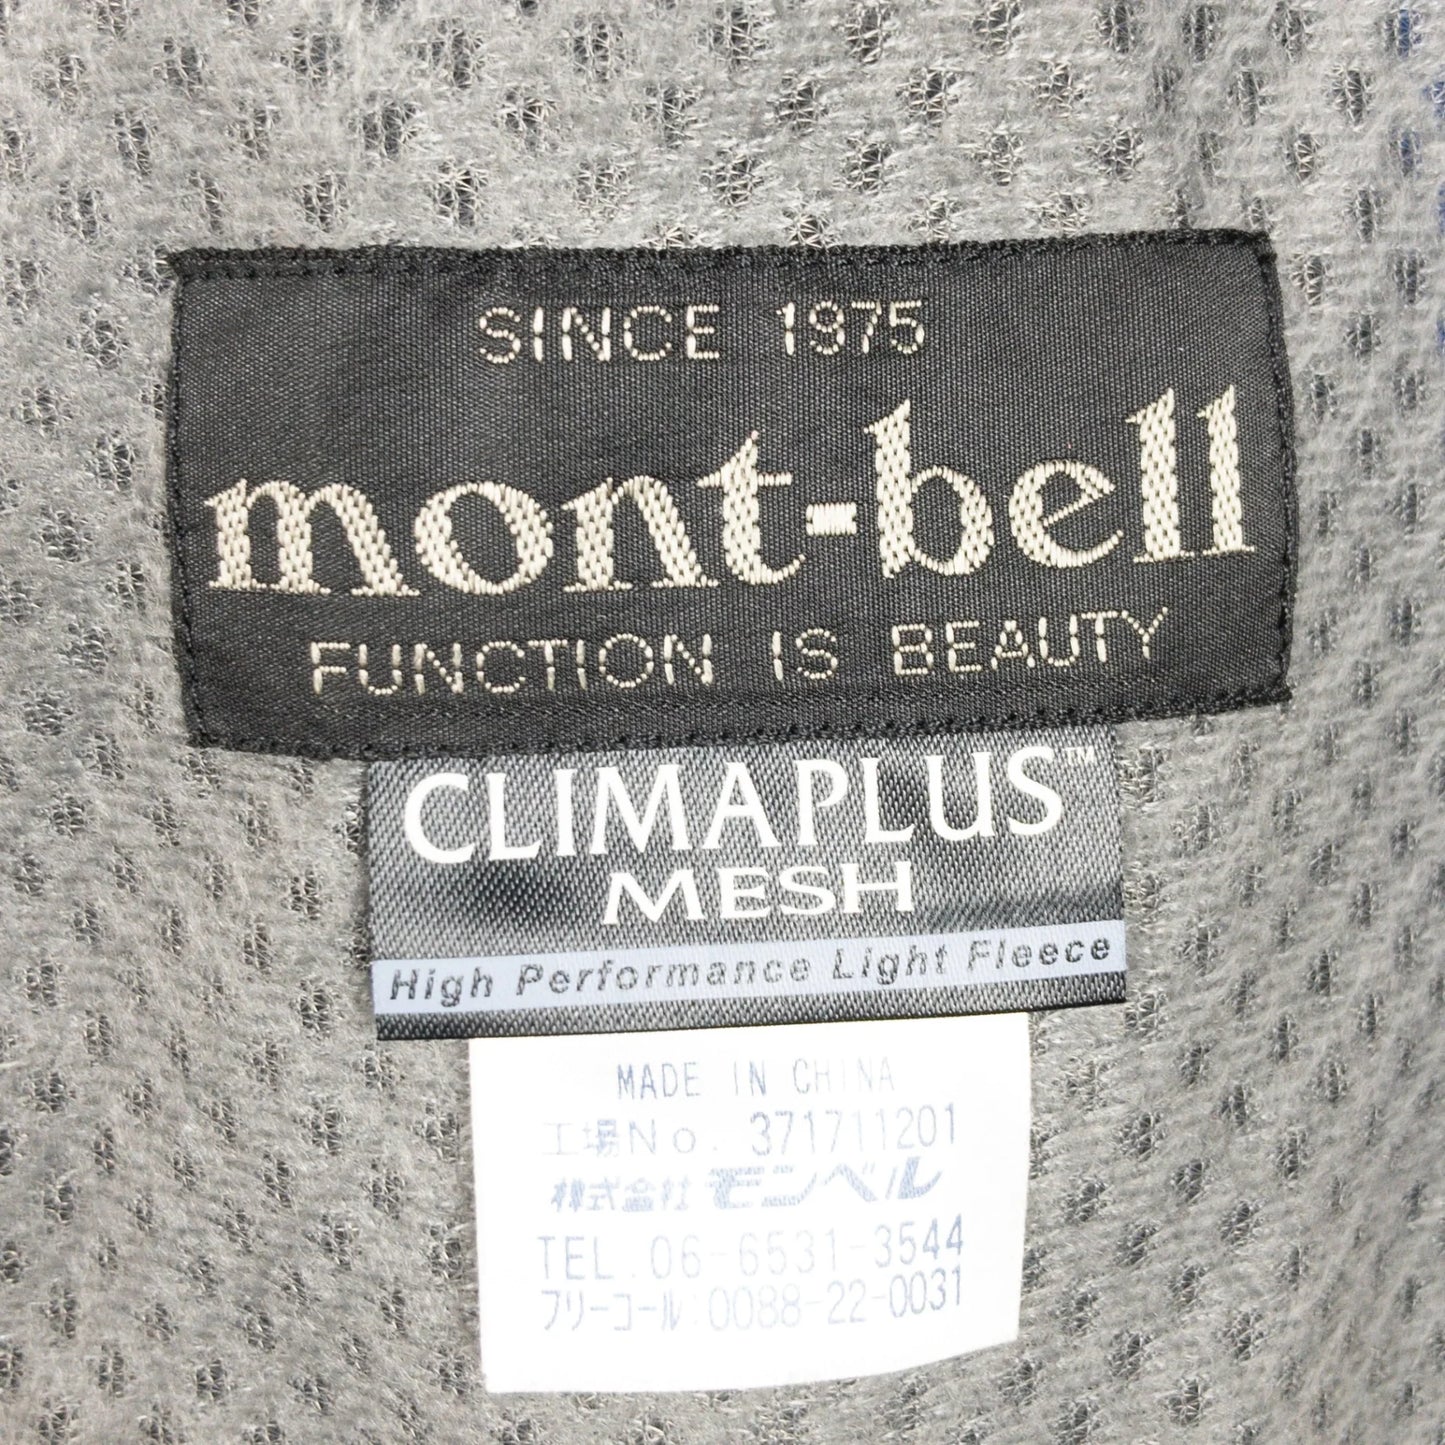 SINCE 1975
mont-bell
FUNCTION IS BEAUTY
CLIMAPLUS™
MESH
High Performance Light Fleece
MADE IN CHINA
工場No. 371711201
株式会社 モンベル
TEL.06-6531-3544
フリーコール:0088-22-0031